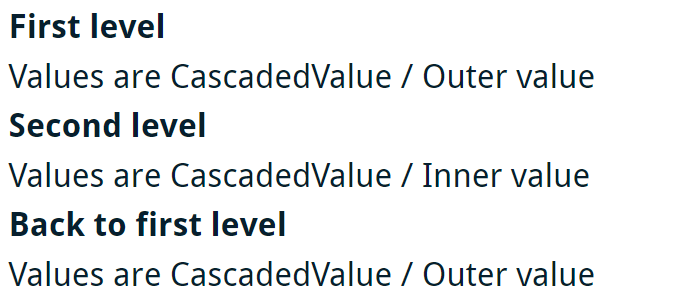 First level
Values are CascadedValue / Outer value
Second level
Values are CascadedValue / Inner value
Back to first level
Values are CascadedValue / Outer value